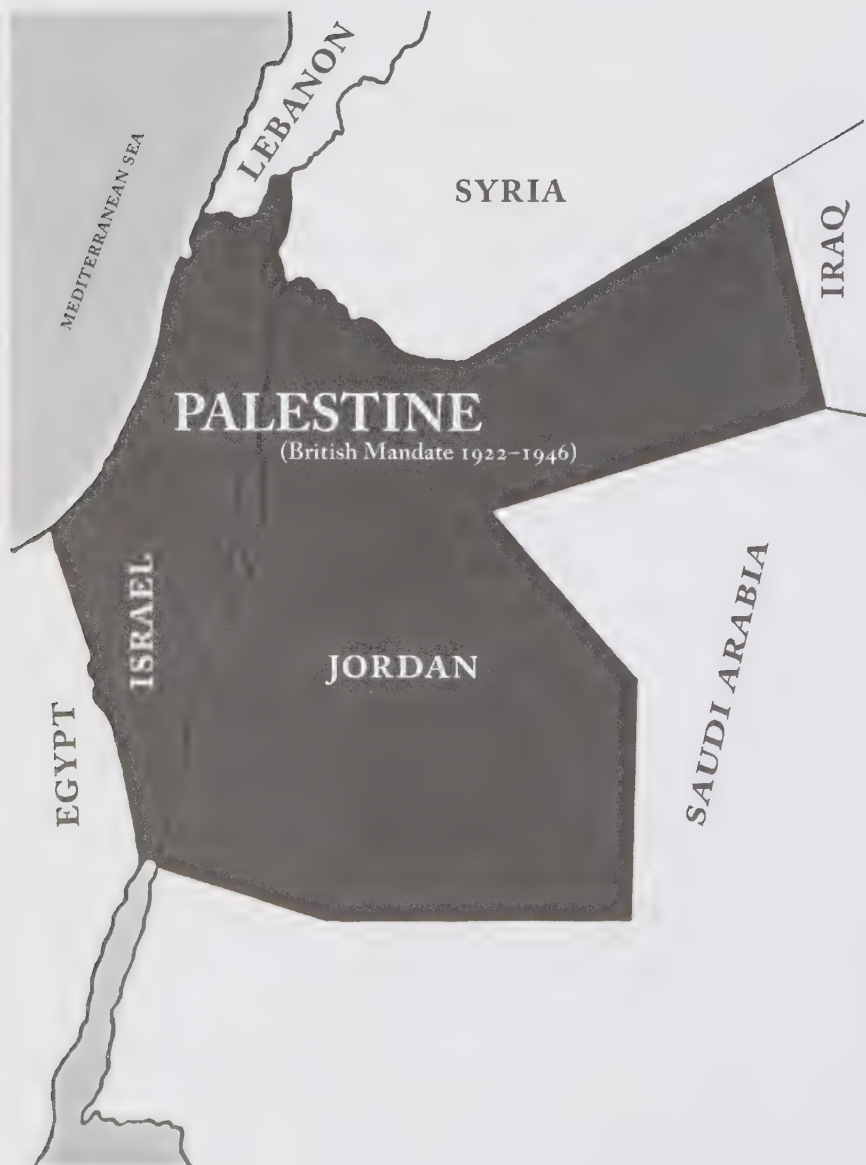 LEBANON
MEDITERRANEAN SEA
SYRIA
IRAQ
PALESTINE
(British Mandate 1922–1946)
ISRAEL
JORDAN
SAUDI ARABIA
EGYPT